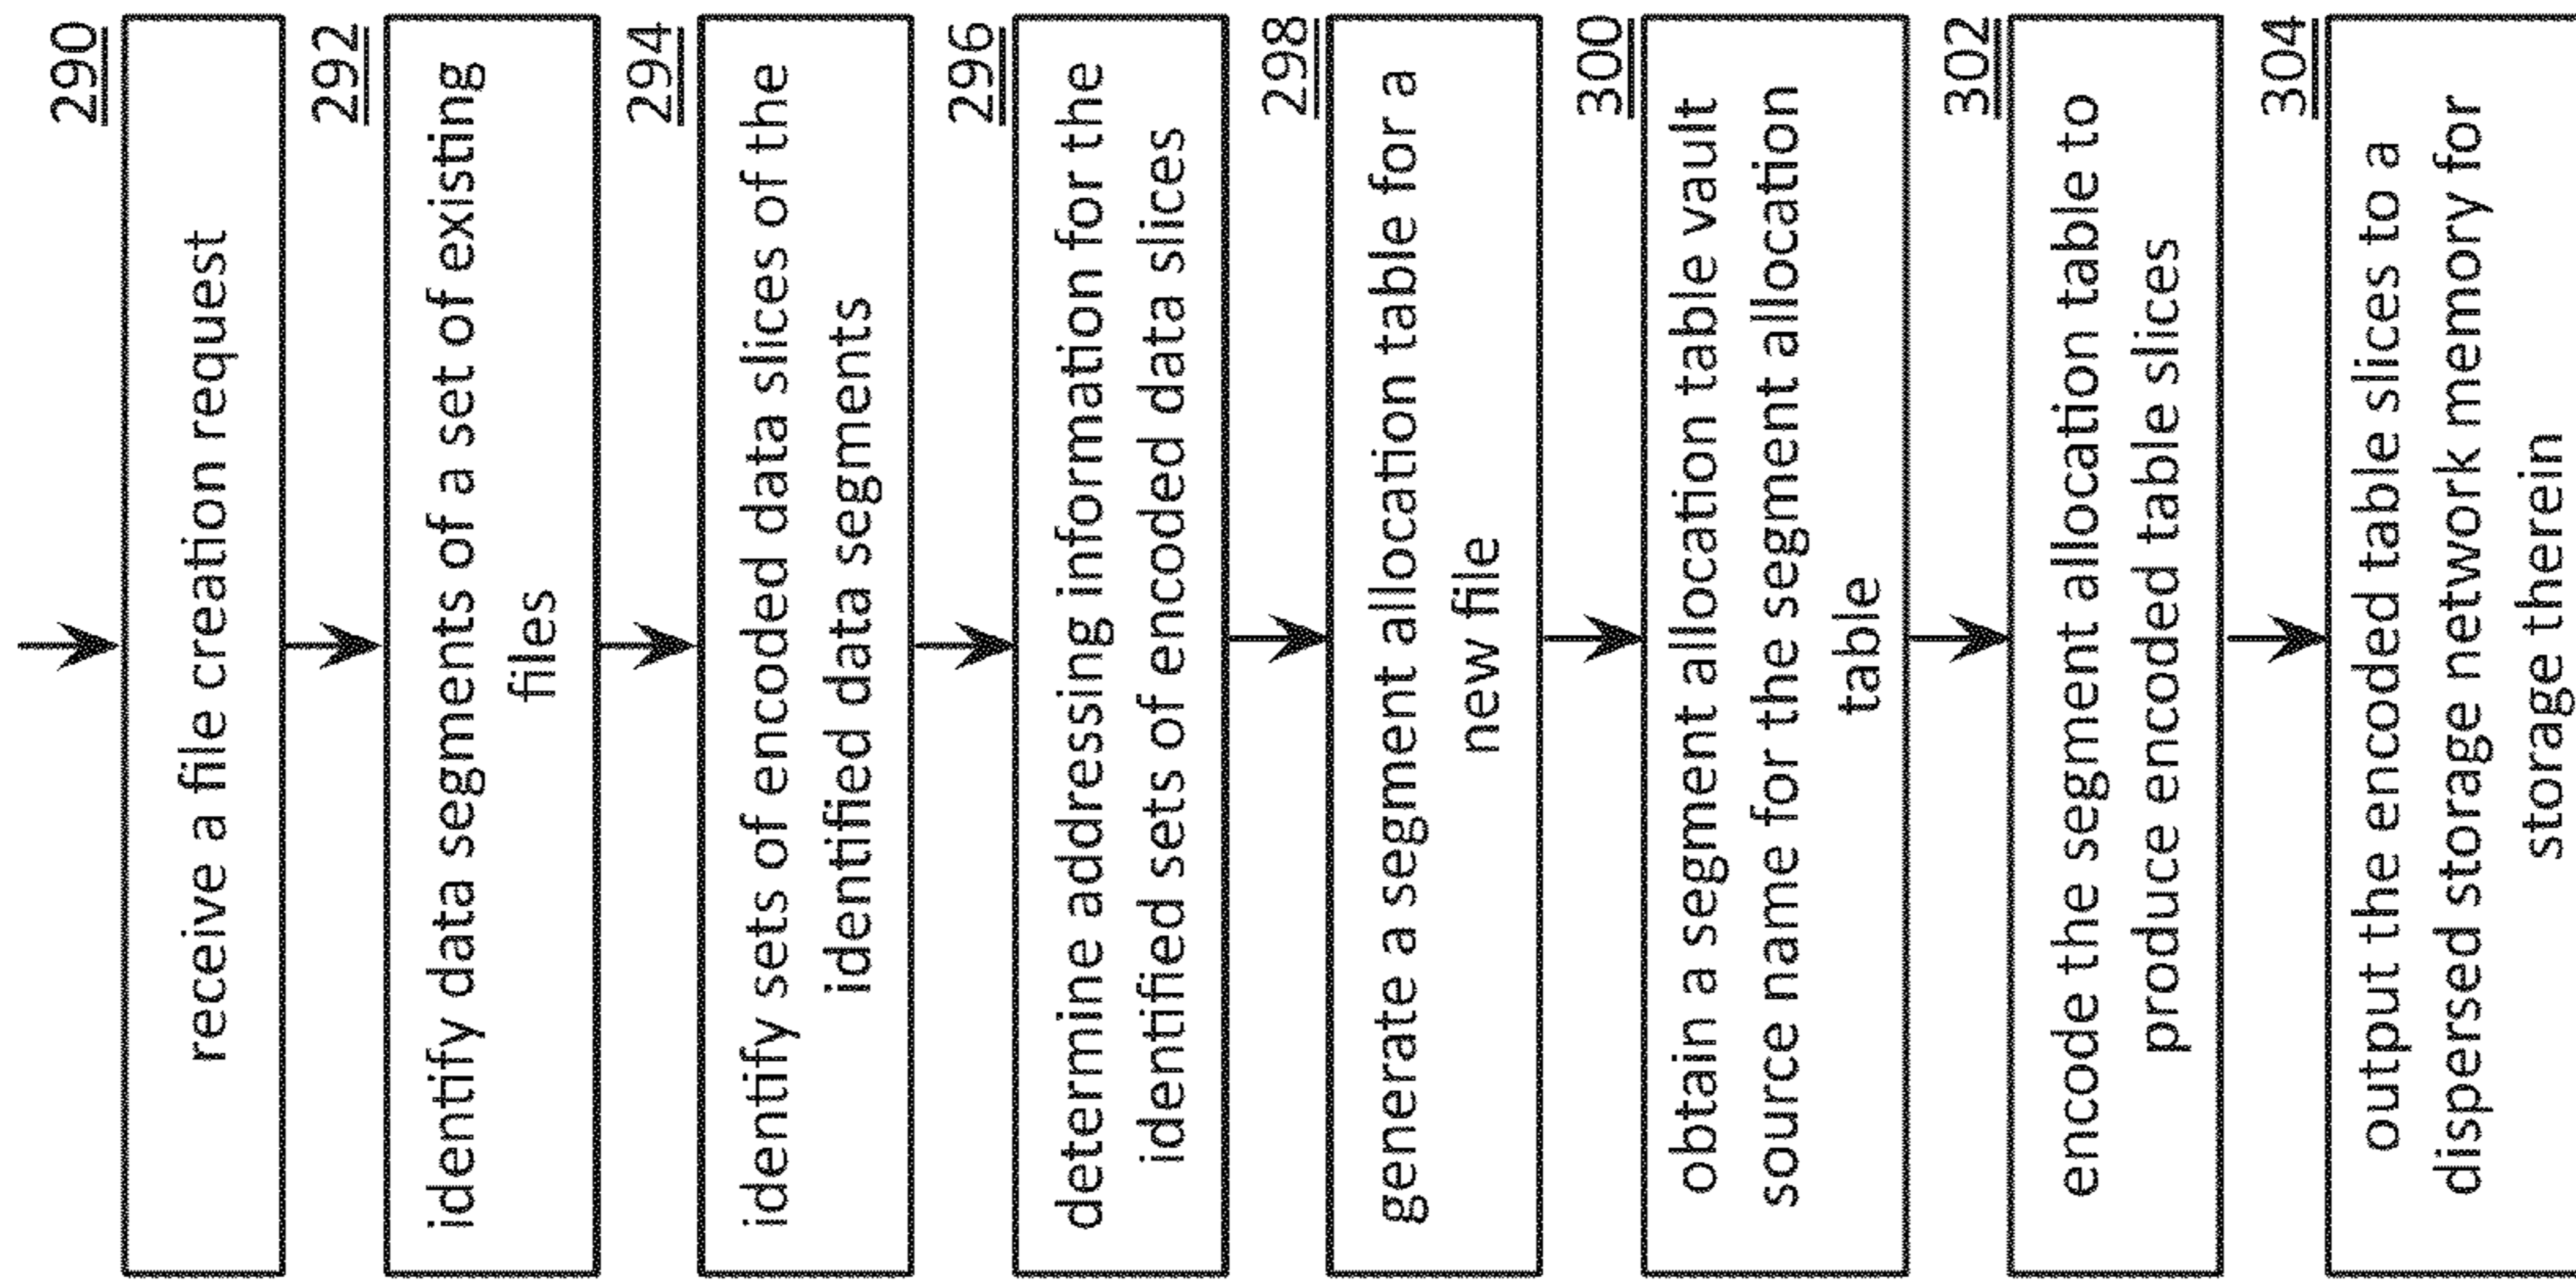 290
receive a file creation request
292
identify data segments of a set of existing
files
294
identify sets of encoded data slices of the
identified data segments
296
determine addressing information for the
identified sets of encoded data slices
298
generate a segment allocation table for a
new file
300
obtain a segment allocation table vault
source name for the segment allocation
table
302
encode the segment allocation table to
produce encoded table slices
304
output the encoded table slices to a
dispersed storage network memory for
storage therein